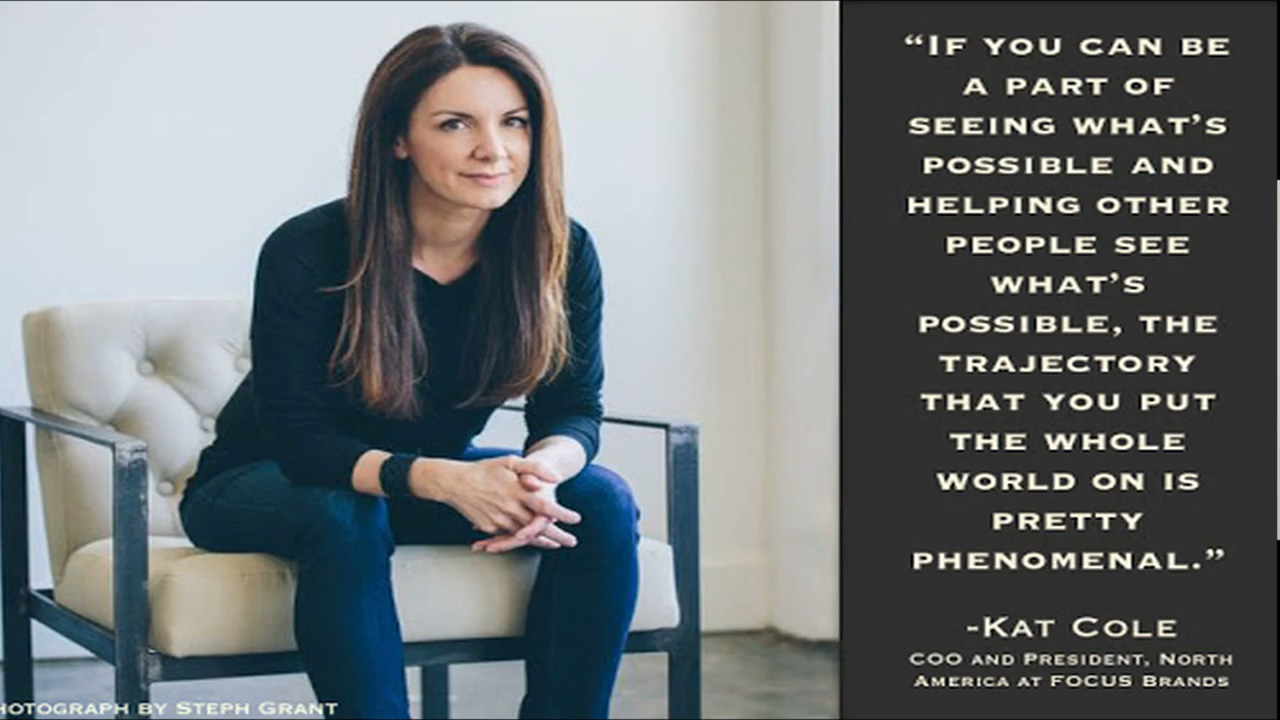 “IF YOU CAN BE
A PART OF
SEEING WHAT’S
POSSIBLE AND
HELPING OTHER
PEOPLE SEE
WHAT’S
POSSIBLE, THE
TRAJECTORY
THAT YOU PUT
THE WHOLE
WORLD ON IS
PRETTY
PHENOMENAL.”
-KAT COLE
COO AND PRESIDENT, NORTH
AMERICA AT FOCUS BRANDS
HOTOGRAPH BY STEPH GRANT